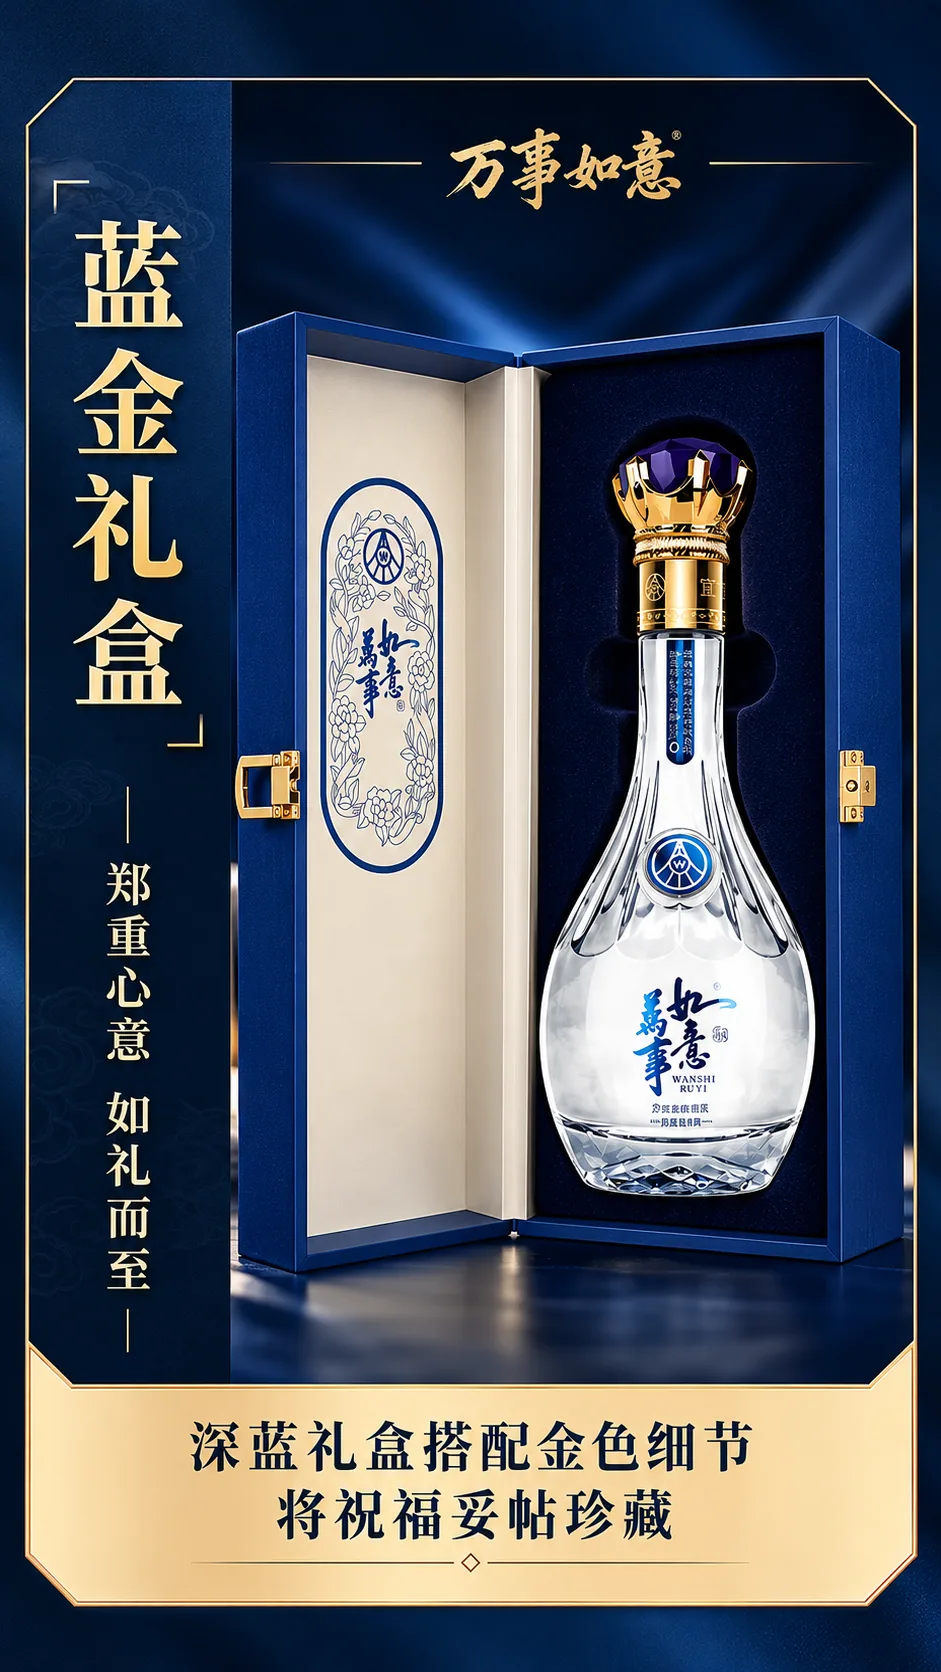 万事如意®
蓝金礼盒
郑重心意 如礼而至
W
萬事
如意
宜
W
萬事
如意
WANSHI
RUYI
深蓝礼盒搭配金色细节
将祝福妥帖珍藏